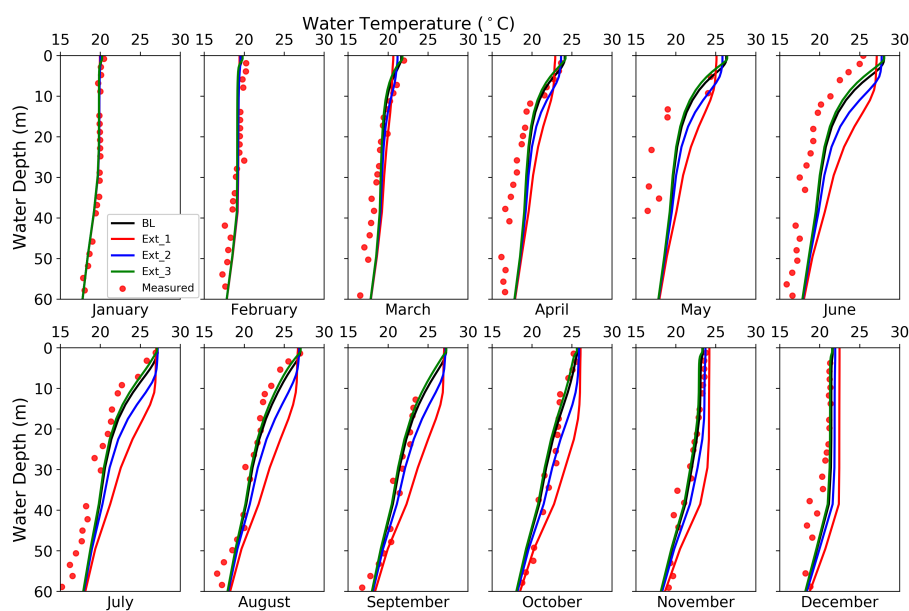 Water Temperature (°C)
15 20 25 30 15 20 25 30 15 20 25 30 15 20 25 30 15 20 25 30 15 20 25 30
Water Depth (m)
0
10
20
30
40
50
60
BL
Ext_1
Ext_2
Ext_3
Measured
January February March April May June
15 20 25 30 15 20 25 30 15 20 25 30 15 20 25 30 15 20 25 30 15 20 25 30
Water Depth (m)
0
10
20
30
40
50
60
July August September October November December